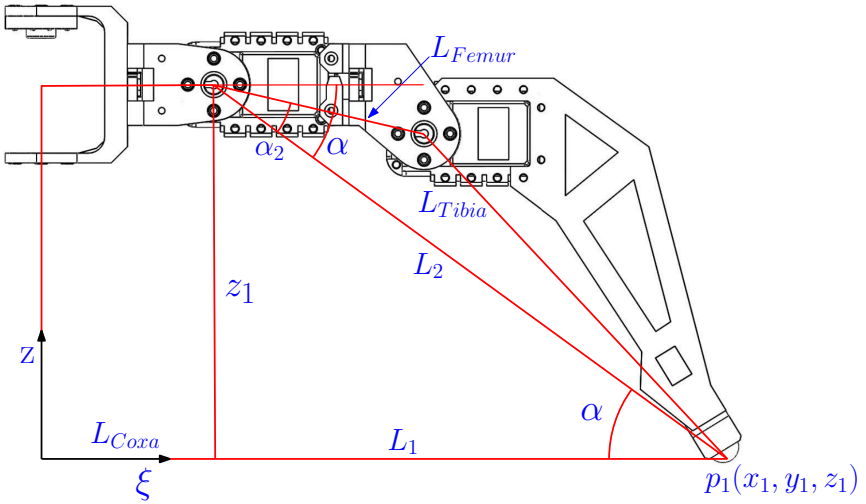 L_{Femur}
α_2
α
L_{Tibia}
L_2
z_1
z
α
L_{Coxa}
L_1
ξ
p_1(x_1, y_1, z_1)